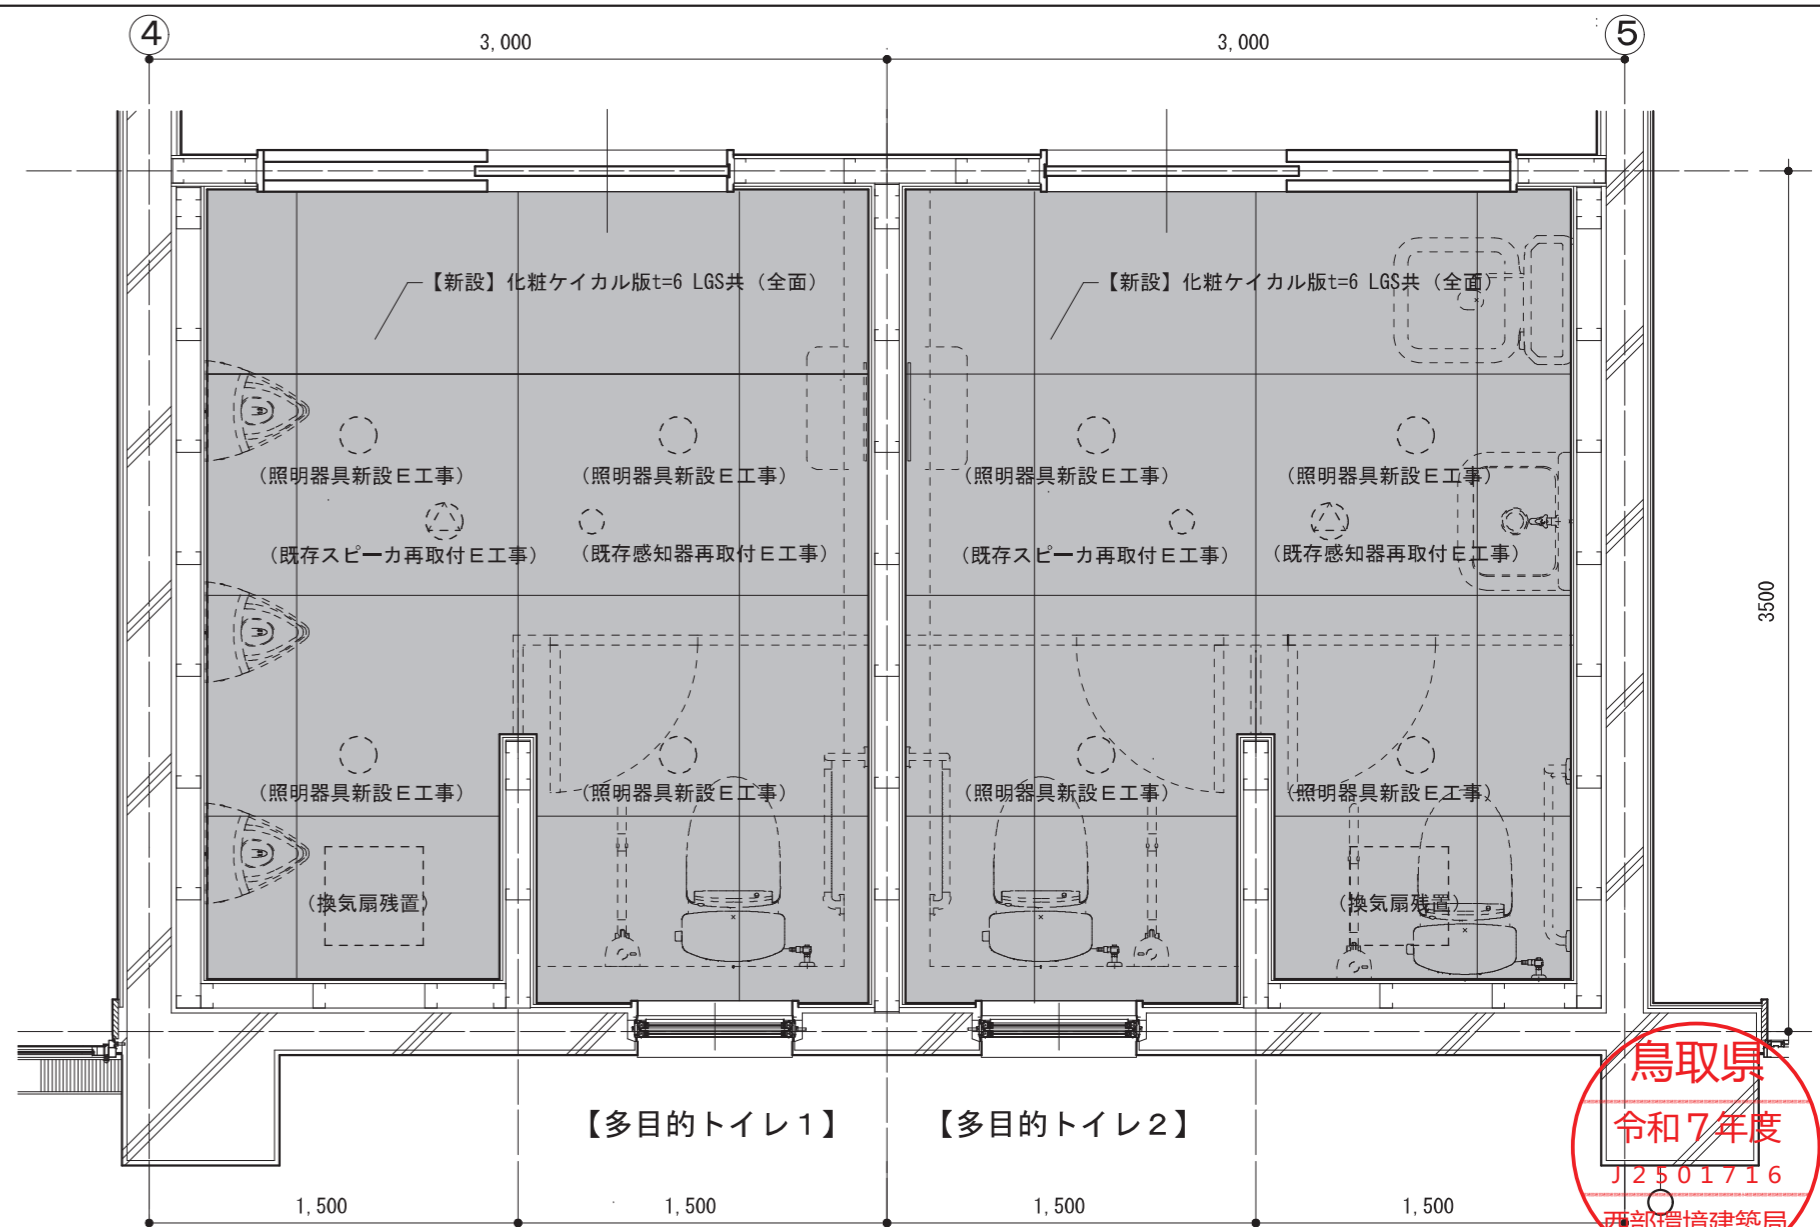 ④
3,000
3,000
⑤
【新設】化粧ケイカル版t=6 LGS共（全面）
【新設】化粧ケイカル版t=6 LGS共（全面）
（照明器具新設Ｅ工事）
（照明器具新設Ｅ工事）
（照明器具新設Ｅ工事）
（照明器具新設Ｅ工事）
（既存スピーカ再取付Ｅ工事）
（既存感知器再取付Ｅ工事）
（既存スピーカ再取付Ｅ工事）
（既存感知器再取付Ｅ工事）
3500
（照明器具新設Ｅ工事）
（照明器具新設Ｅ工事）
（照明器具新設Ｅ工事）
（照明器具新設Ｅ工事）
（換気扇残置）
（換気扇残置）
【多目的トイレ１】
【多目的トイレ２】
1,500
1,500
1,500
1,500
鳥取県
令和７年度
J2501716
西部環境建築局